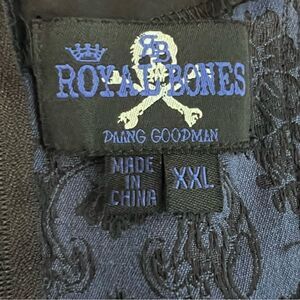 RB
ROYAL BONES
DAANG GOODMAN
MADE IN CHINA
XXL